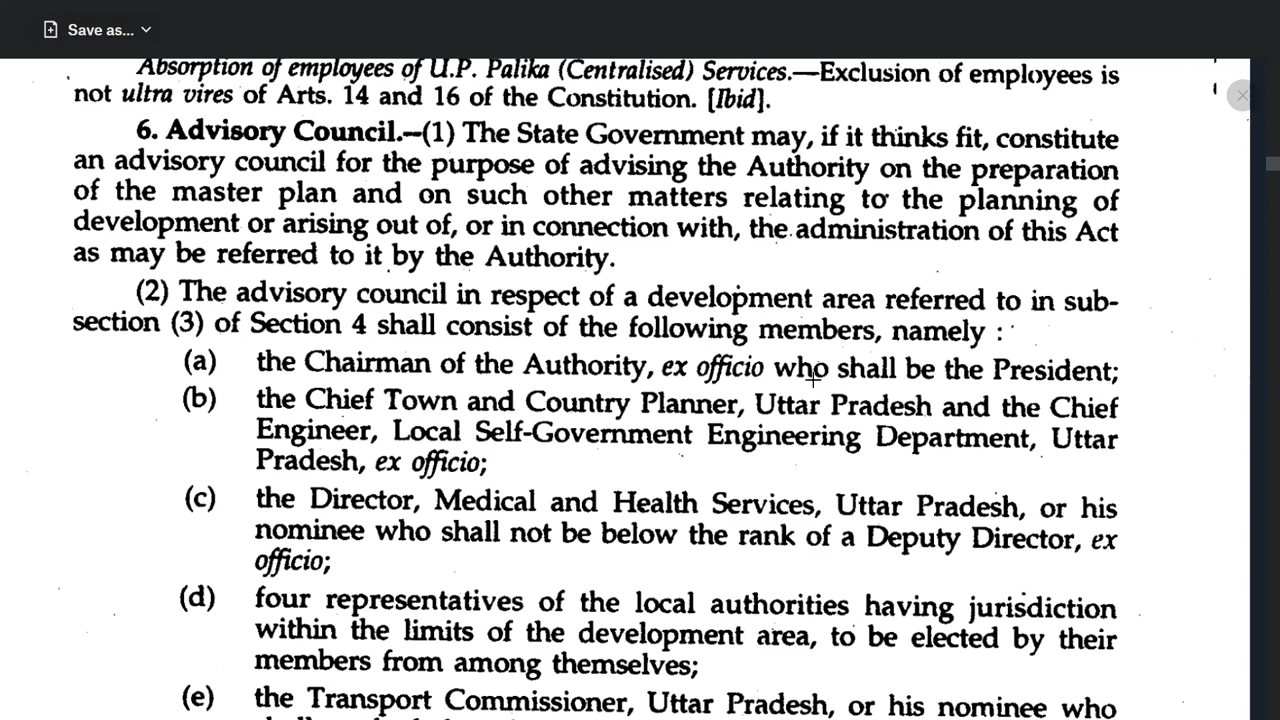 Save as...
Absorption of employees of U.P. Palika (Centralised) Services.—Exclusion of employees is
not ultra vires of Arts. 14 and 16 of the Constitution. [Ibid].
6. Advisory Council.—(1) The State Government may, if it thinks fit, constitute
an advisory council for the purpose of advising the Authority on the preparation
of the master plan and on such other matters relating to the planning of
development or arising out of, or in connection with, the administration of this Act
as may be referred to it by the Authority.
(2) The advisory council in respect of a development area referred to in sub-
section (3) of Section 4 shall consist of the following members, namely :
(a) the Chairman of the Authority, ex officio who shall be the President;
(b) the Chief Town and Country Planner, Uttar Pradesh and the Chief
Engineer, Local Self-Government Engineering Department, Uttar
Pradesh, ex officio;
(c) the Director, Medical and Health Services, Uttar Pradesh, or his
nominee who shall not be below the rank of a Deputy Director, ex
officio;
(d) four representatives of the local authorities having jurisdiction
within the limits of the development area, to be elected by their
members from among themselves;
(e) the Transport Commissioner, Uttar Pradesh, or his nominee who